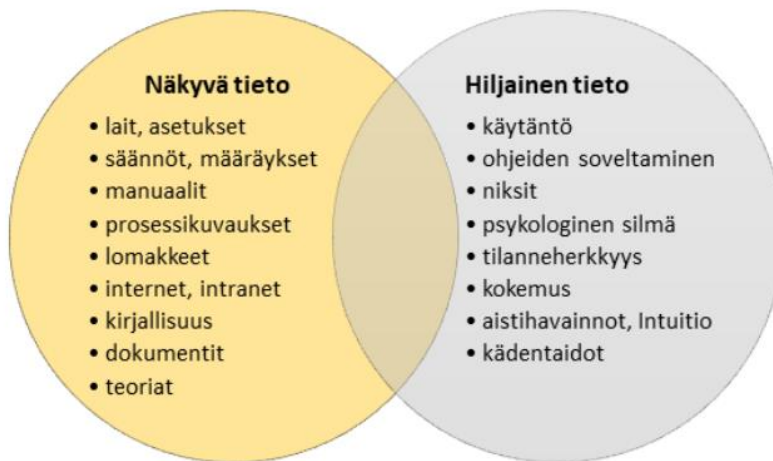 Näkyvä tieto
• lait, asetukset
• säännöt, määräykset
• manuaalit
• prosessikuvaukset
• lomakkeet
• internet, intranet
• kirjallisuus
• dokumentit
• teoriat
Hiljainen tieto
• käytäntö
• ohjeiden soveltaminen
• niksit
• psykologinen silmä
• tilanneherkkyys
• kokemus
• aistihavainnot, Intuitio
• kädentaidot